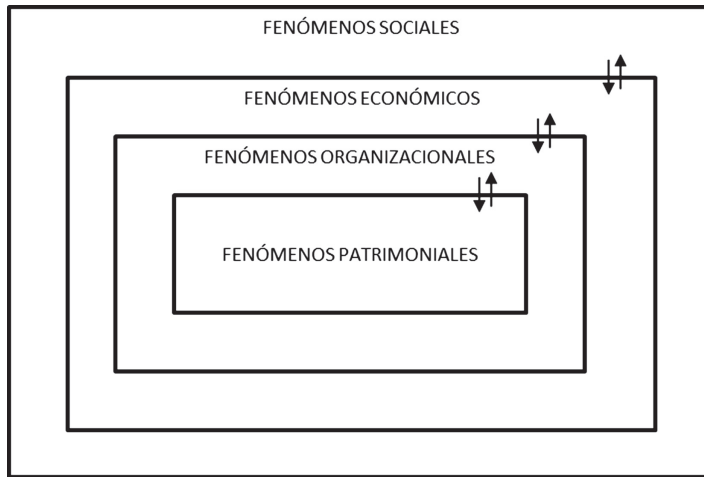 FENÓMENOS SOCIALES
FENÓMENOS ECONÓMICOS
FENÓMENOS ORGANIZACIONALES
FENÓMENOS PATRIMONIALES